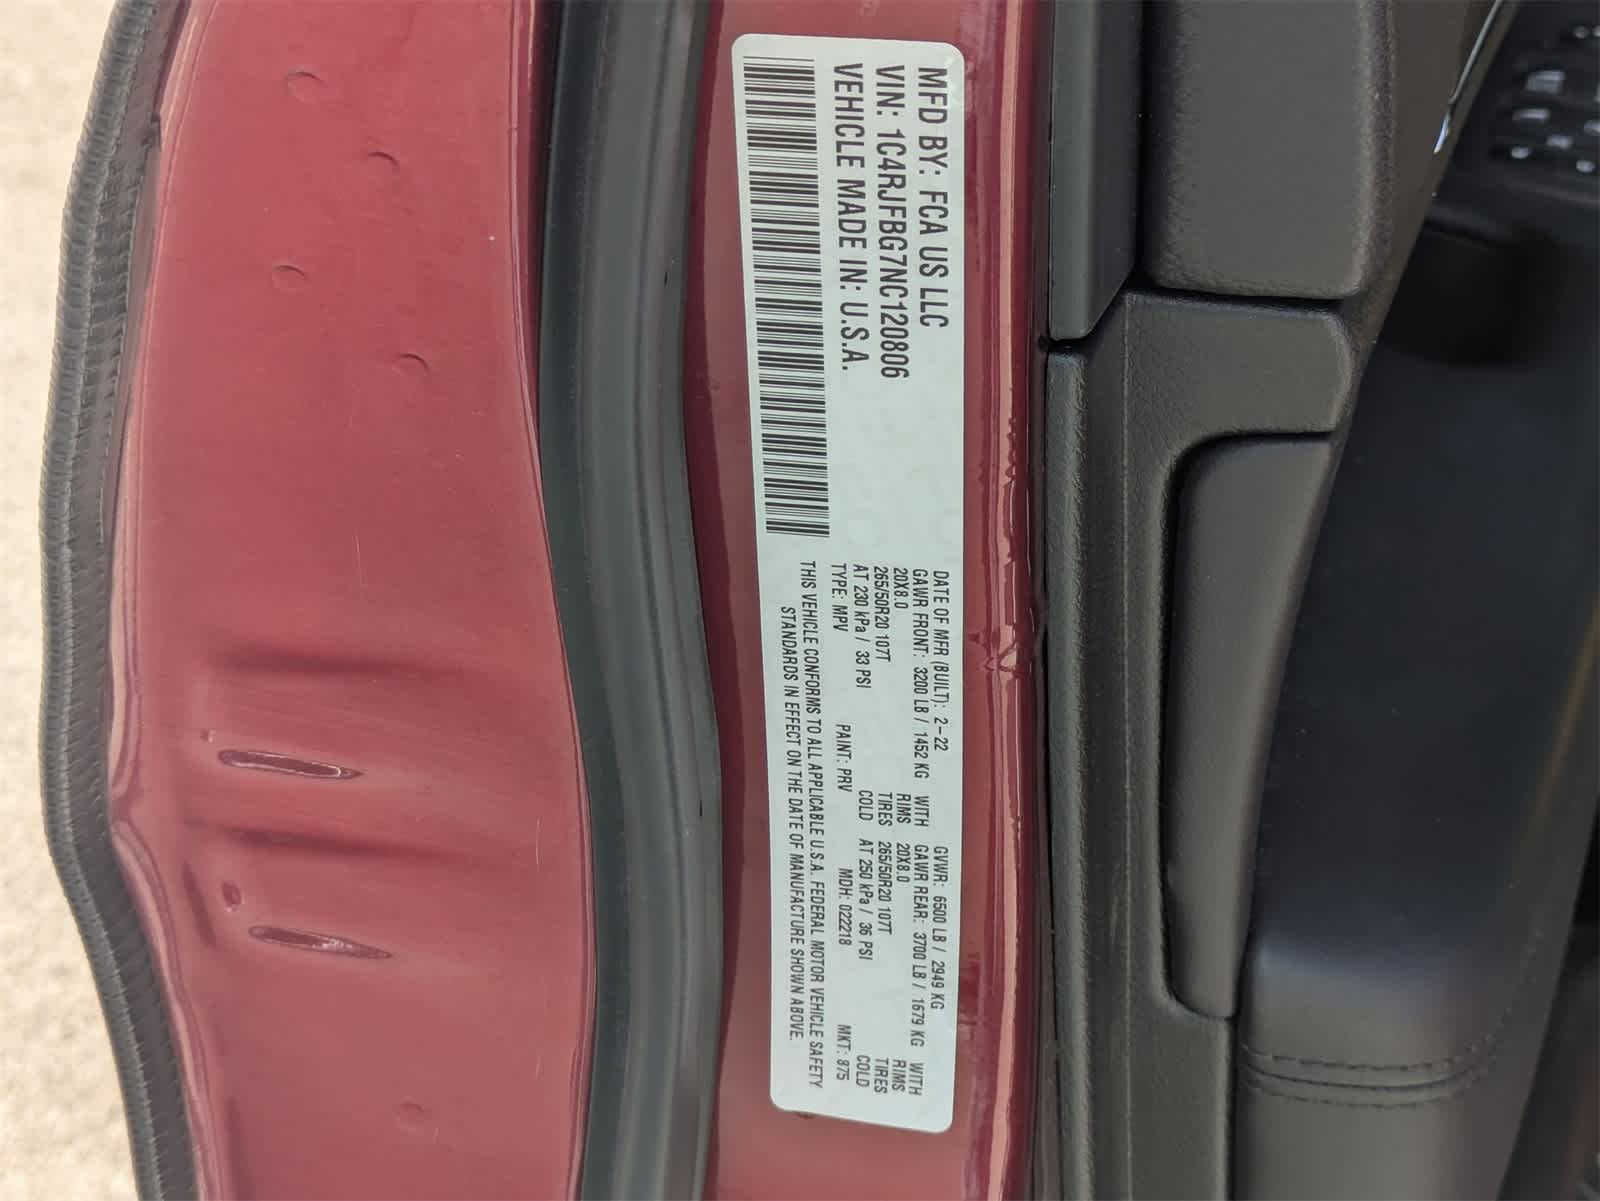 MFD BY: FCA US LLC
VIN: 1C4RJFBG7NC120806
VEHICLE MADE IN: U.S.A.
DATE OF MFR (BUILT): 2-22 GVWR: 6500 LB / 2949 KG
GAWR FRONT: 3200 LB / 1452 KG WITH GAWR REAR: 3700 LB / 1679 KG WITH
20X8.0 RIMS 20X8.0 RIMS
265/50R20 107T TIRES 265/50R20 107T TIRES
AT 230 kPa / 33 PSI COLD AT 250 kPa / 36 PSI COLD
TYPE: MPV PAINT: PRV MDH: 022218 MKT: 875
THIS VEHICLE CONFORMS TO ALL APPLICABLE U.S.A. FEDERAL MOTOR VEHICLE SAFETY
STANDARDS IN EFFECT ON THE DATE OF MANUFACTURE SHOWN ABOVE.